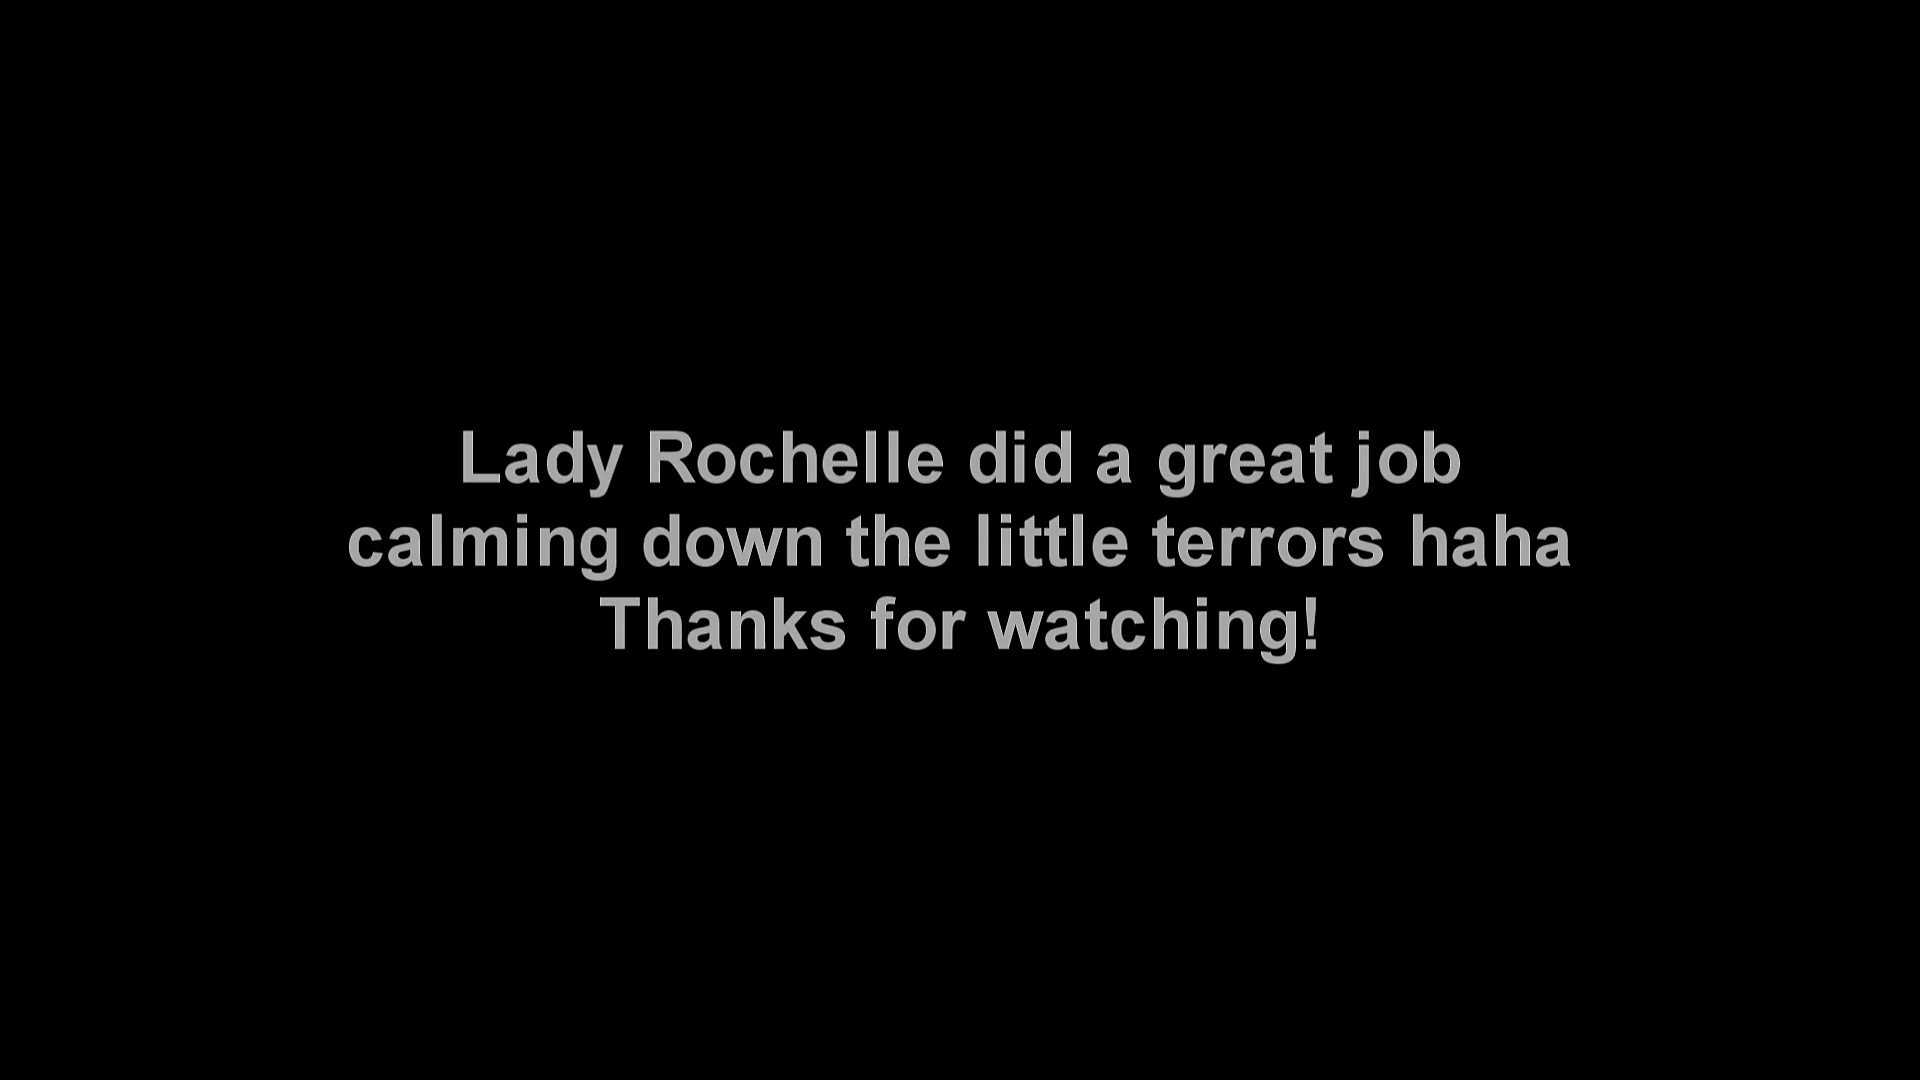 Lady Rochelle did a great job
calming down the little terrors haha
Thanks for watching!